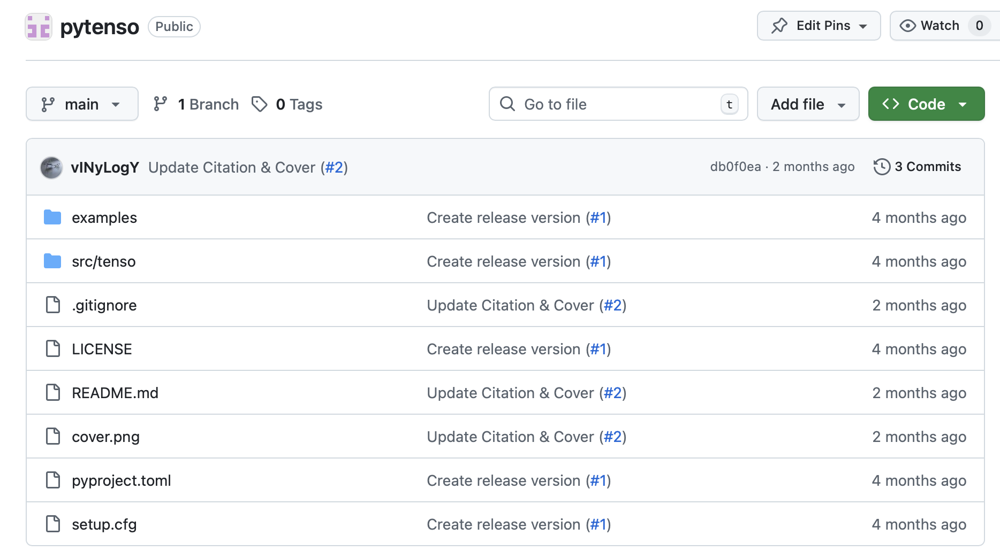 pytenso Public Edit Pins Watch 0
main 1 Branch 0 Tags Go to file t Add file Code
vINyLogY Update Citation & Cover (#2) db0f0ea · 2 months ago 3 Commits
examples Create release version (#1) 4 months ago
src/tenso Create release version (#1) 4 months ago
.gitignore Update Citation & Cover (#2) 2 months ago
LICENSE Create release version (#1) 4 months ago
README.md Update Citation & Cover (#2) 2 months ago
cover.png Update Citation & Cover (#2) 2 months ago
pyproject.toml Create release version (#1) 4 months ago
setup.cfg Create release version (#1) 4 months ago